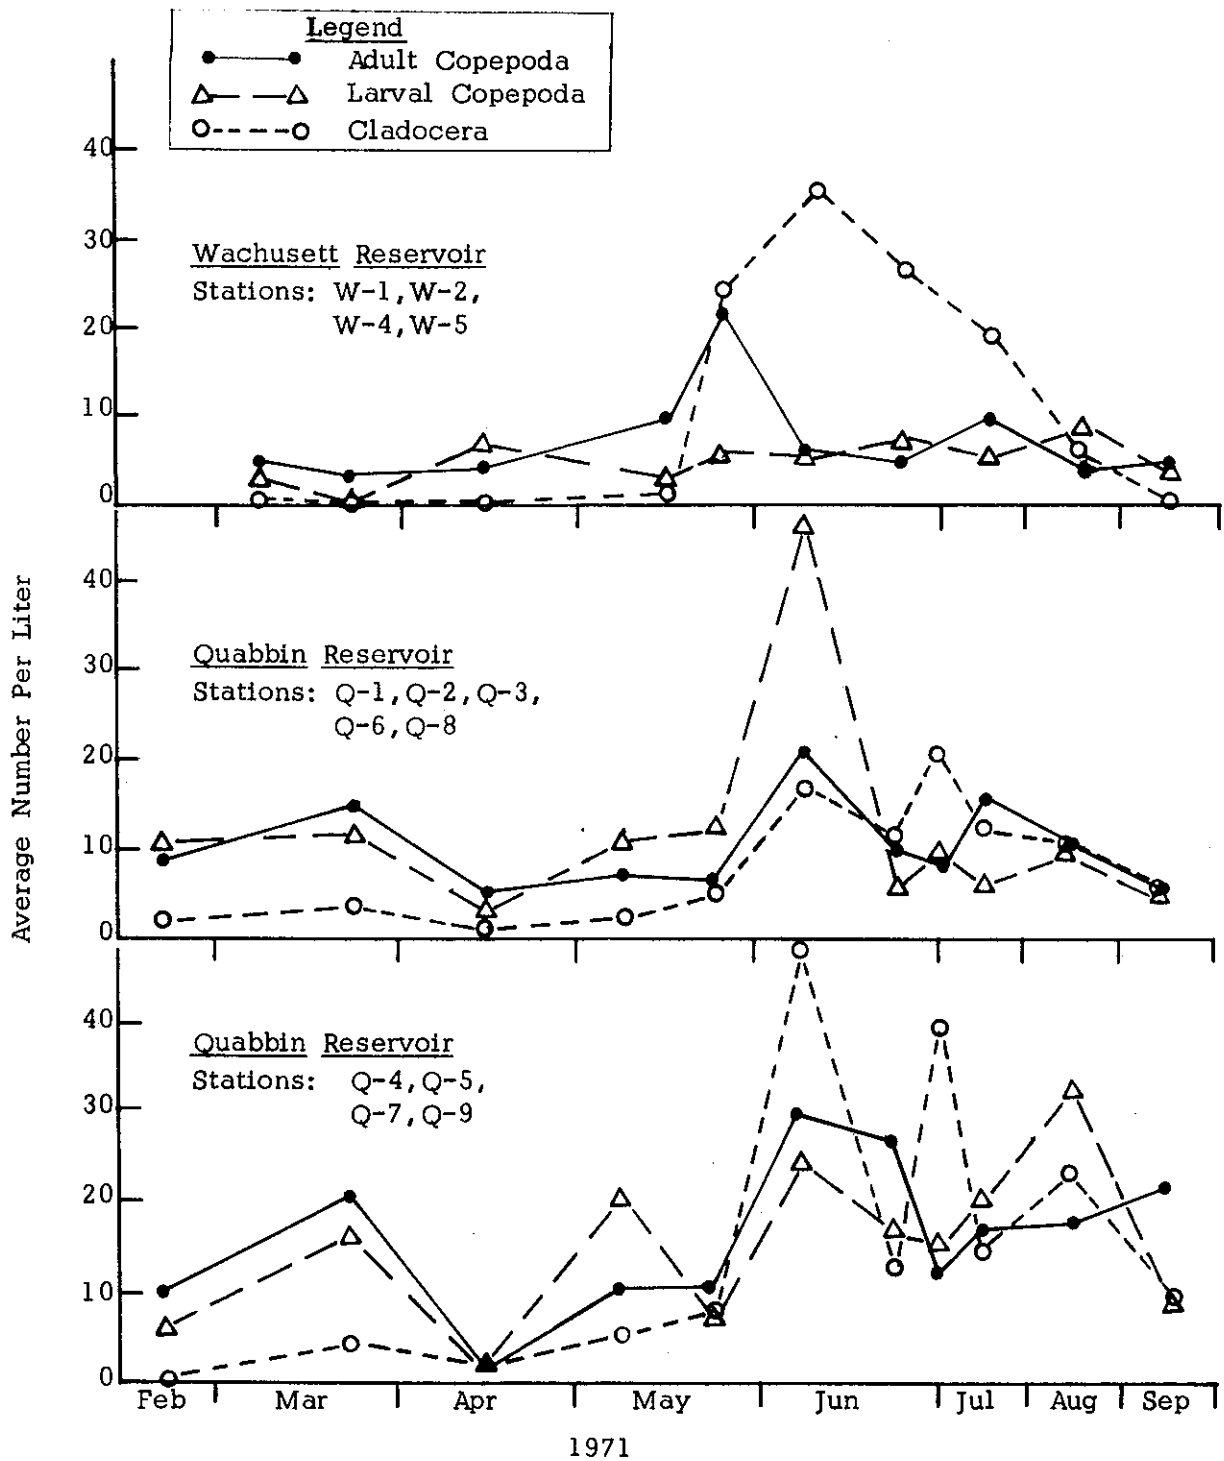 Legend
Adult Copepoda
Larval Copepoda
Cladocera
40
30
20
10
0
Wachusett Reservoir
Stations: W-1,W-2,
W-4,W-5
Average Number Per Liter
40
30
20
10
0
Quabbin Reservoir
Stations: Q-1,Q-2,Q-3,
Q-6,Q-8
40
30
20
10
0
Quabbin Reservoir
Stations: Q-4,Q-5,
Q-7,Q-9
Feb Mar Apr May Jun Jul Aug Sep
1971